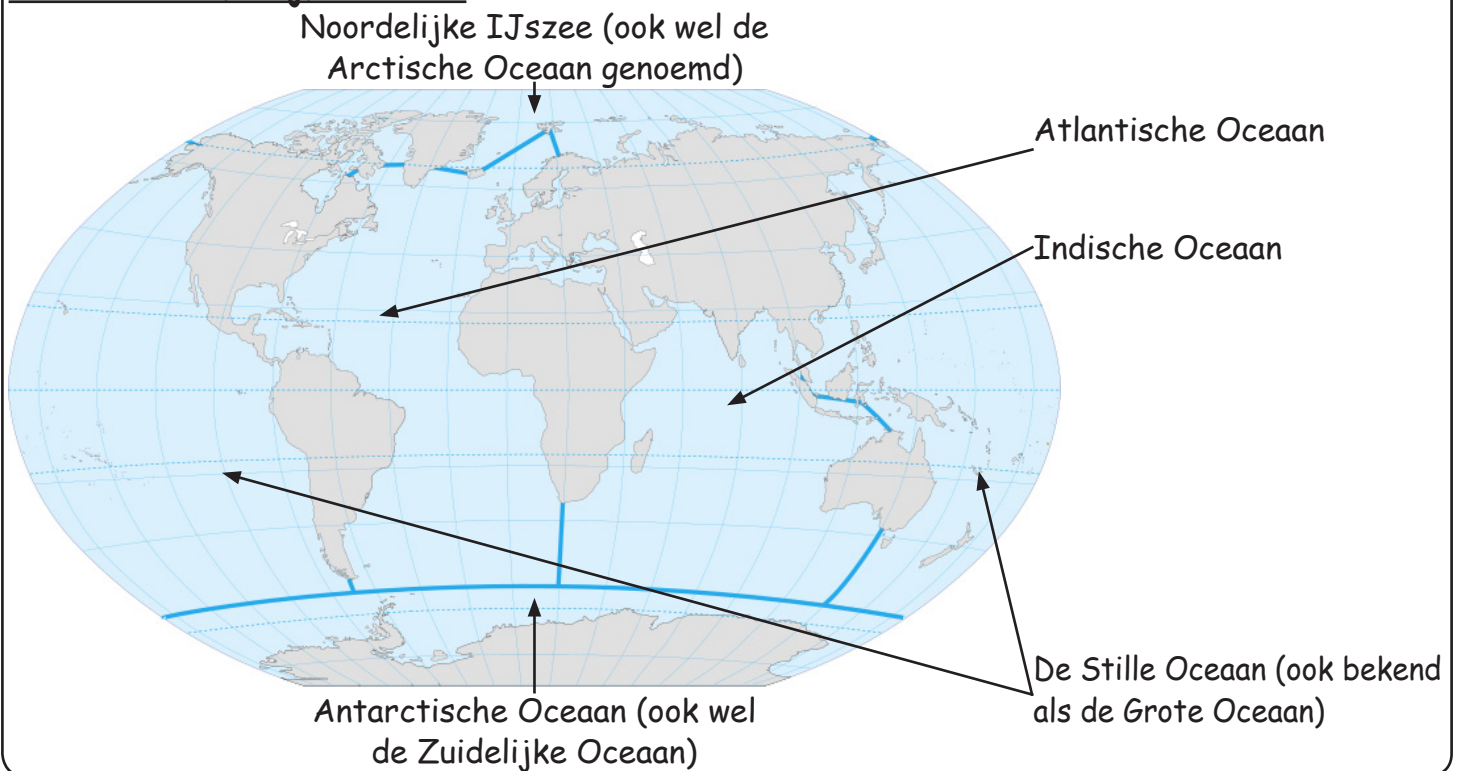 Noordelijke IJszee (ook wel de
Arctische Oceaan genoemd)
Atlantische Oceaan
Indische Oceaan
De Stille Oceaan (ook bekend
als de Grote Oceaan)
Antarctische Oceaan (ook wel
de Zuidelijke Oceaan)